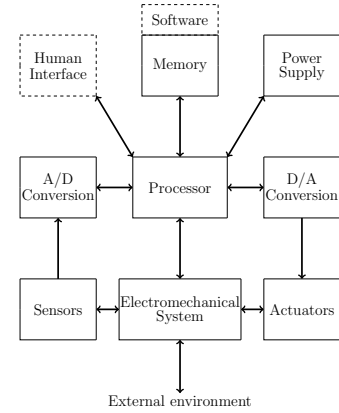 Software
Human
Interface
Memory
Power
Supply
A/D
Conversion
Processor
D/A
Conversion
Sensors
Electromechanical
System
Actuators
External environment